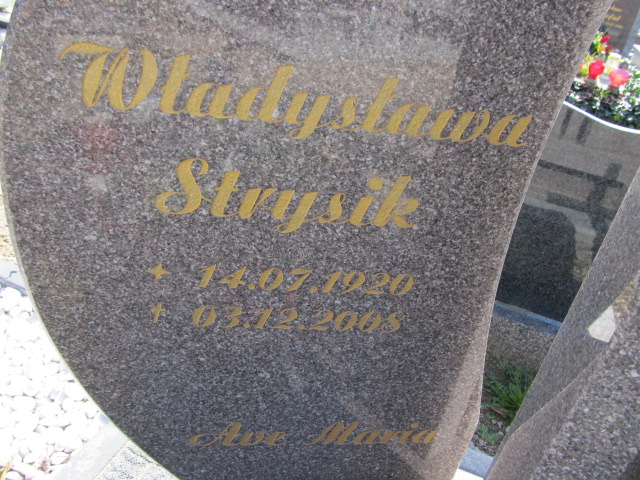 Władysława
Strysik
14.07.1920
† 03.12.2008
Ave Maria